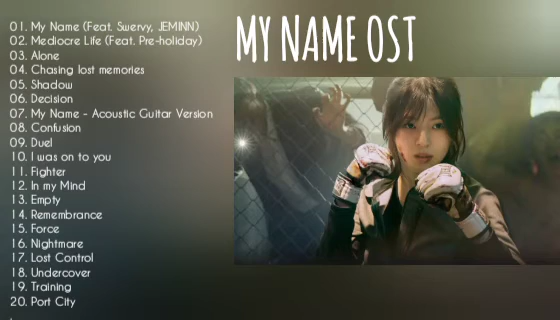 MY NAME OST
01. My Name (Feat. Swervy, JEMINN)
02. Mediocre Life (Feat. Pre-holiday)
03. Alone
04. Chasing lost memories
05. Shadow
06. Decision
07. My Name - Acoustic Guitar Version
08. Confusion
09. Duel
10. I was on to you
11. Fighter
12. In my Mind
13. Empty
14. Remembrance
15. Force
16. Nightmare
17. Lost Control
18. Undercover
19. Training
20. Port City